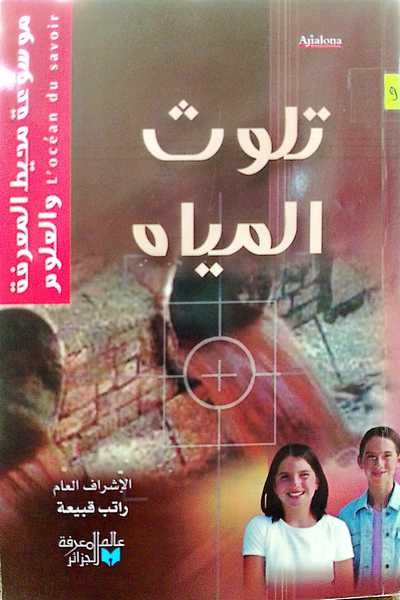 Ajialona
موسوعة محيط المعرفة
والعلوم L'océan du savoir
9
تلوث
المياه
الإشراف العام
راتب قبيعة
عالم المعرفة
الجزائر